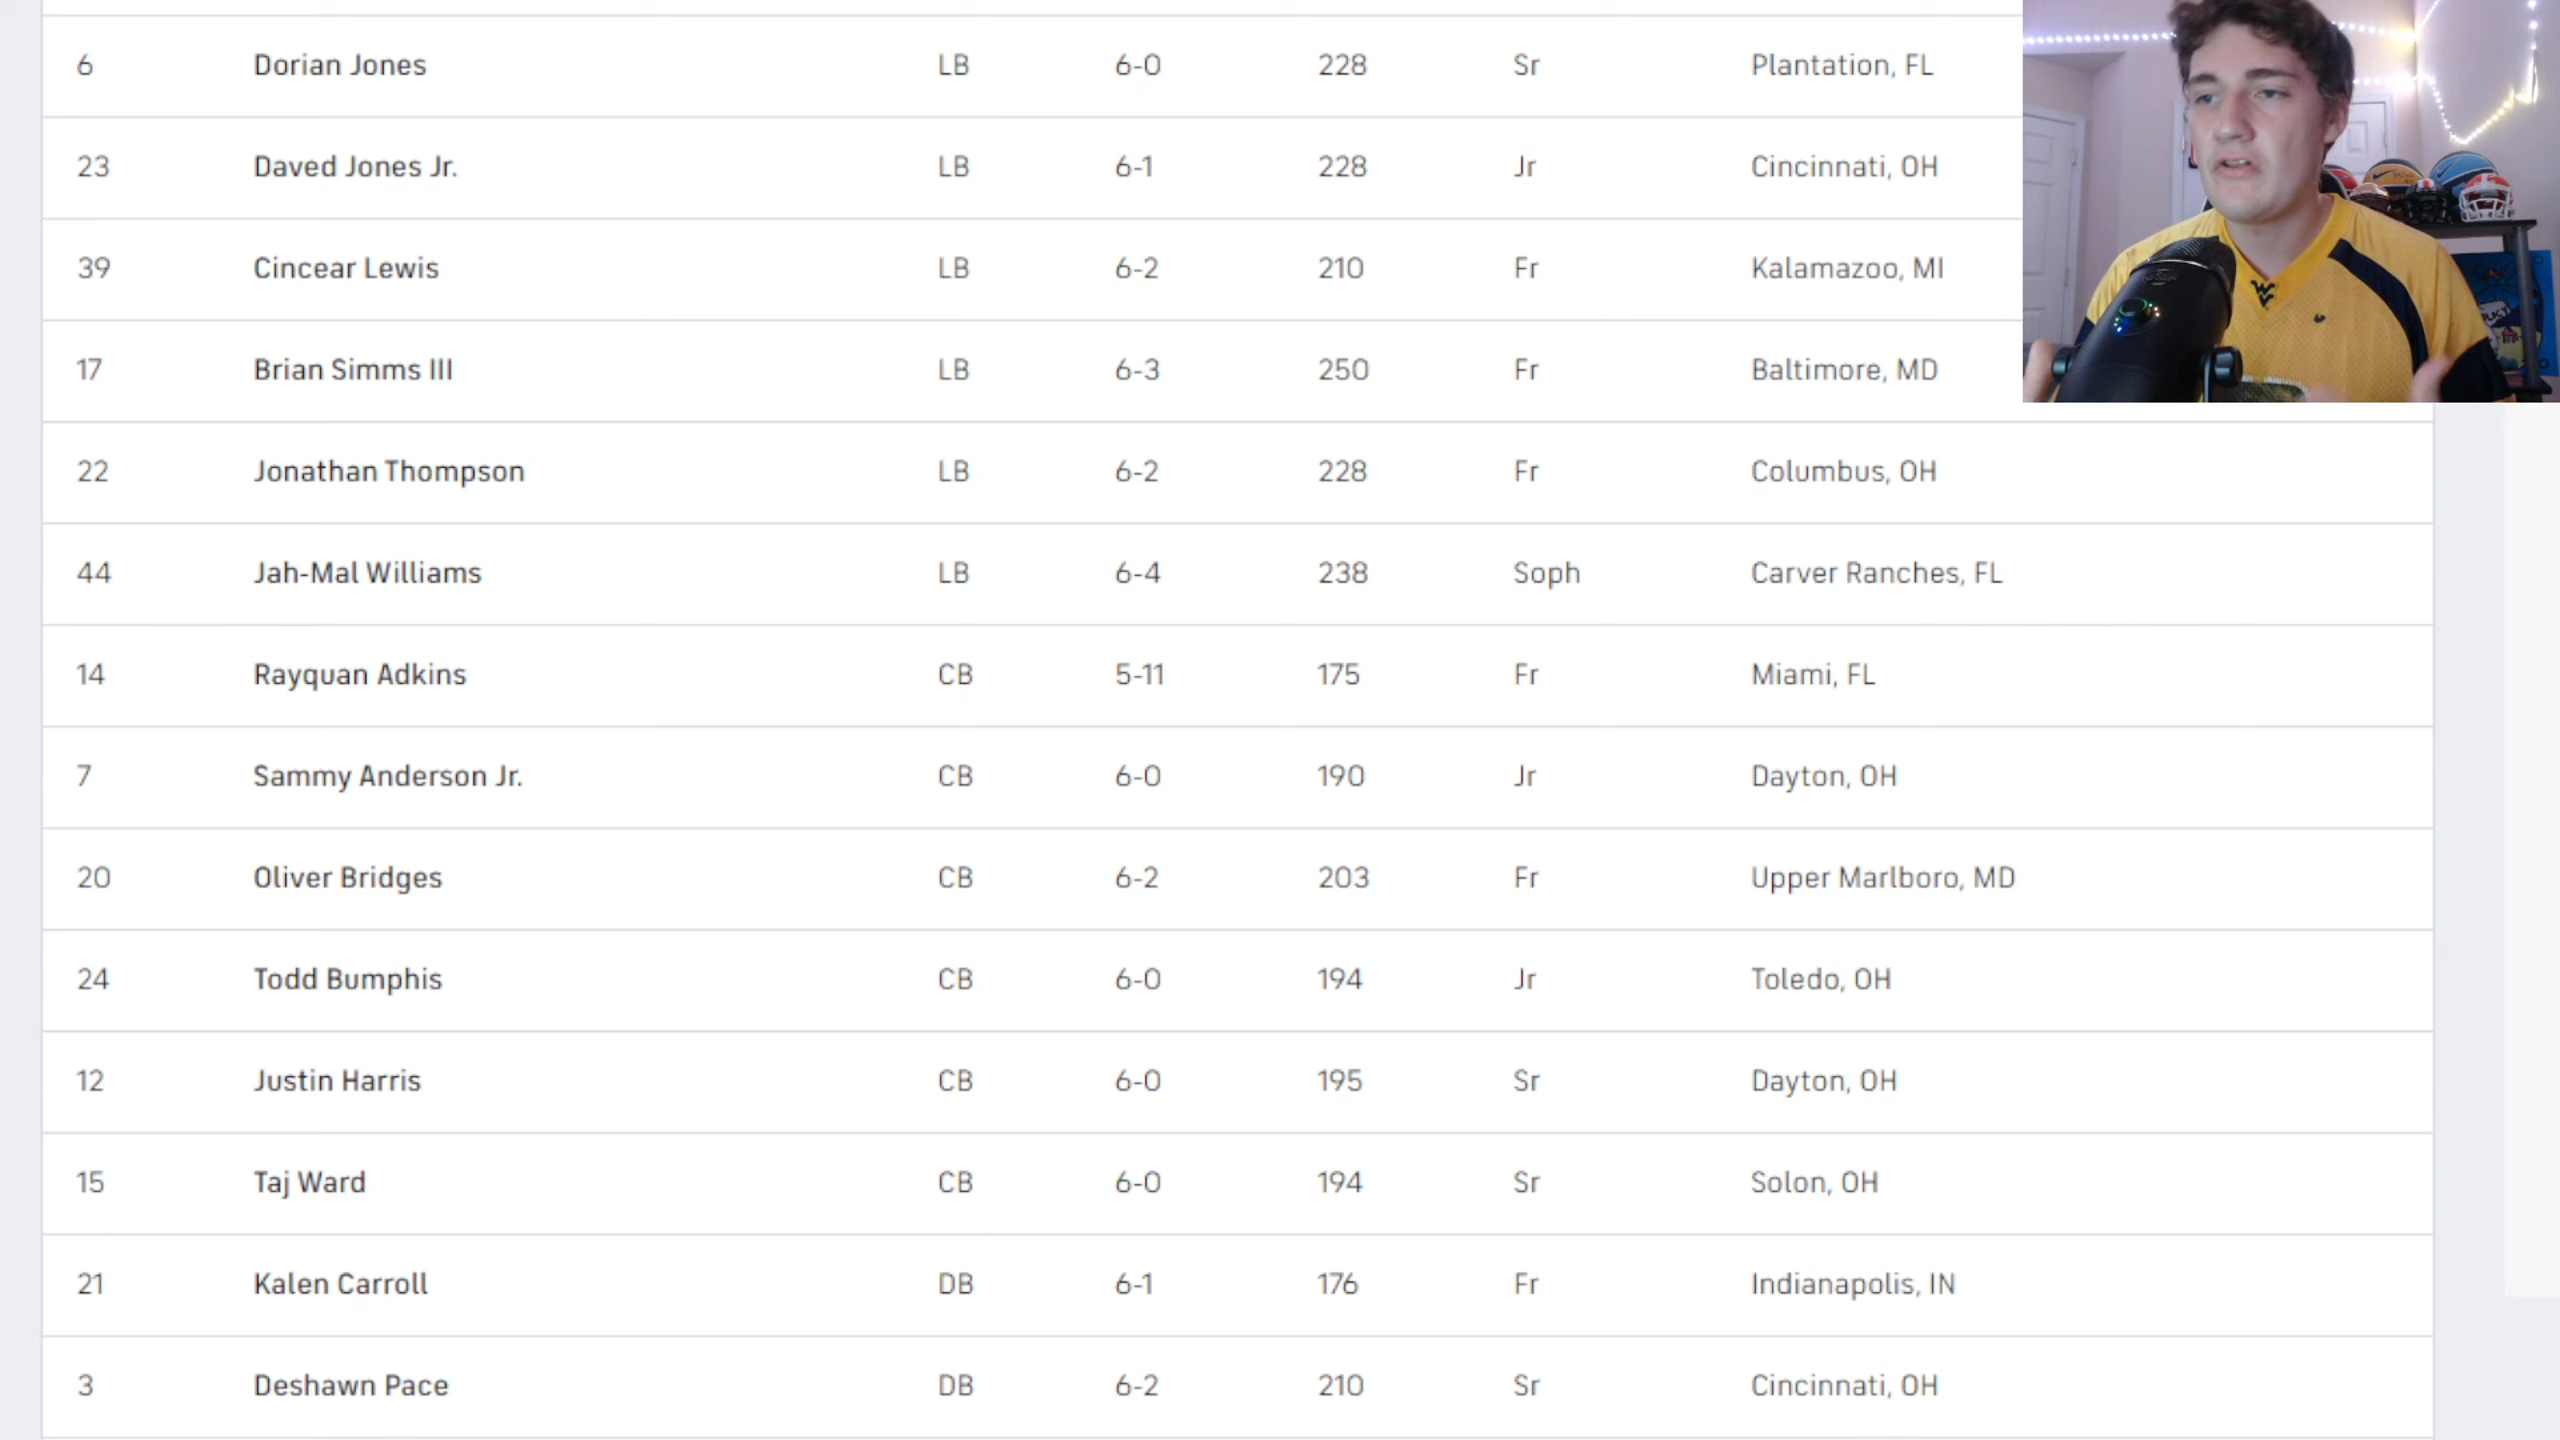 6 Dorian Jones LB 6-0 228 Sr Plantation, FL
23 Daved Jones Jr. LB 6-1 228 Jr Cincinnati, OH
39 Cincear Lewis LB 6-2 210 Fr Kalamazoo, MI
17 Brian Simms III LB 6-3 250 Fr Baltimore, MD
22 Jonathan Thompson LB 6-2 228 Fr Columbus, OH
44 Jah-Mal Williams LB 6-4 238 Soph Carver Ranches, FL
14 Rayquan Adkins CB 5-11 175 Fr Miami, FL
7 Sammy Anderson Jr. CB 6-0 190 Jr Dayton, OH
20 Oliver Bridges CB 6-2 203 Fr Upper Marlboro, MD
24 Todd Bumphis CB 6-0 194 Jr Toledo, OH
12 Justin Harris CB 6-0 195 Sr Dayton, OH
15 Taj Ward CB 6-0 194 Sr Solon, OH
21 Kalen Carroll DB 6-1 176 Fr Indianapolis, IN
3 Deshawn Pace DB 6-2 210 Sr Cincinnati, OH